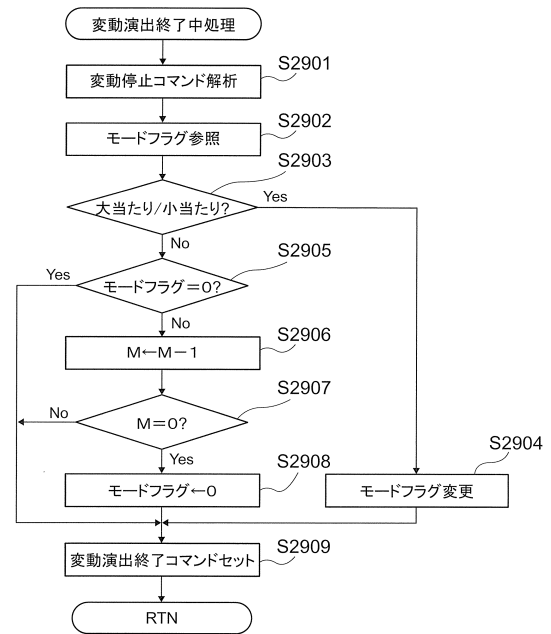 変動演出終了中処理
S2901
変動停止コマンド解析
S2902
モードフラグ参照
S2903
大当たり/小当たり?
Yes
No
S2905
Yes
モードフラグ=0?
No
S2906
M←M-1
S2907
No
M=0?
Yes
S2908
モードフラグ←0
S2904
モードフラグ変更
S2909
変動演出終了コマンドセット
RTN